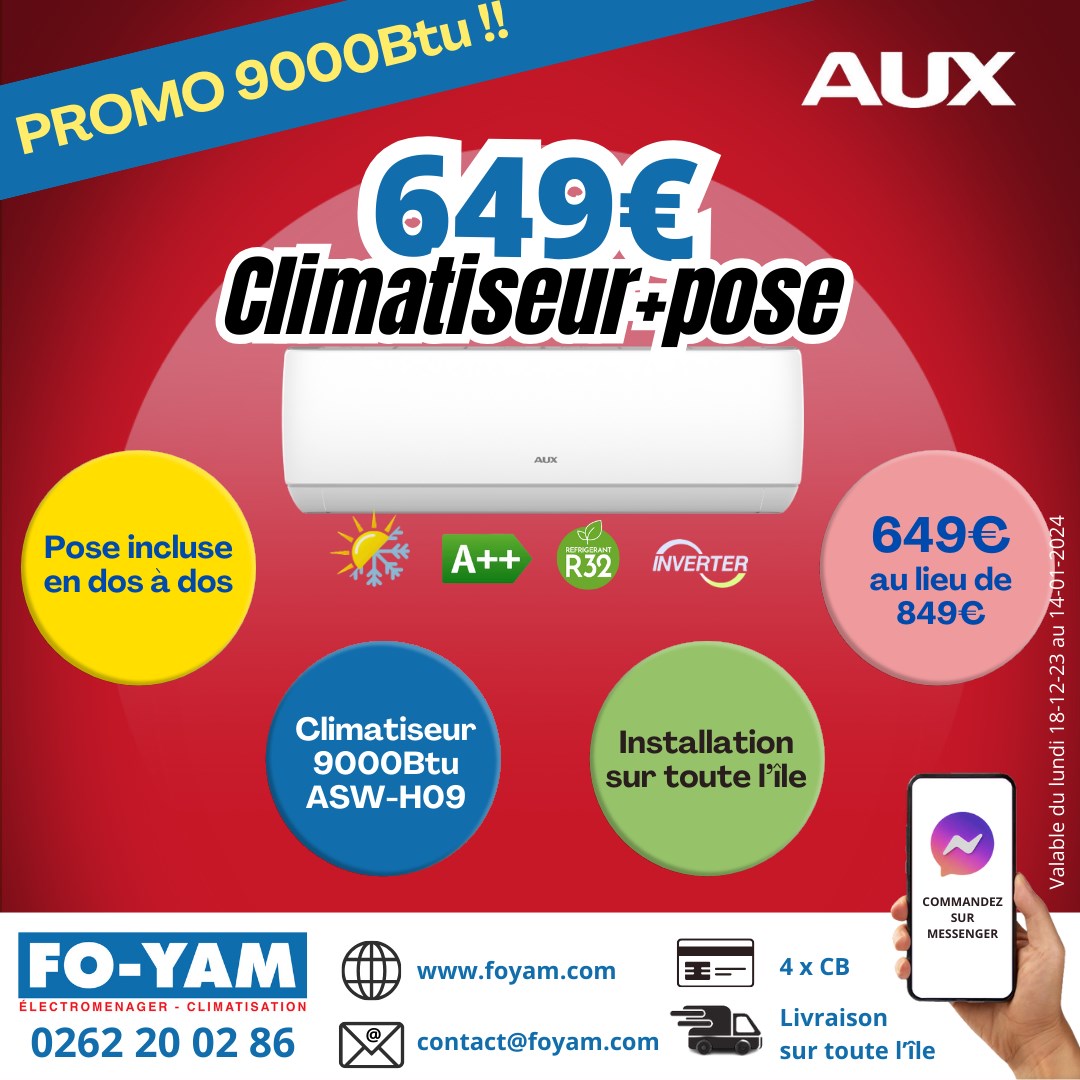 PROMO 9000Btu !!
AUX
649€
Climatiseur+pose
AUX
Pose incluse
en dos à dos
A++
REFRIGERANT
R32
INVERTER
649€
au lieu de
849€
Valable du lundi 18-12-23 au 14-01-2024
Climatiseur
9000Btu
ASW-H09
Installation
sur toute l'île
COMMANDEZ
SUR
MESSENGER
FO-YAM
ÉLECTROMENAGER - CLIMATISATION
0262 20 02 86
www.foyam.com
@
contact@foyam.com
4 x CB
Livraison
sur toute l'île